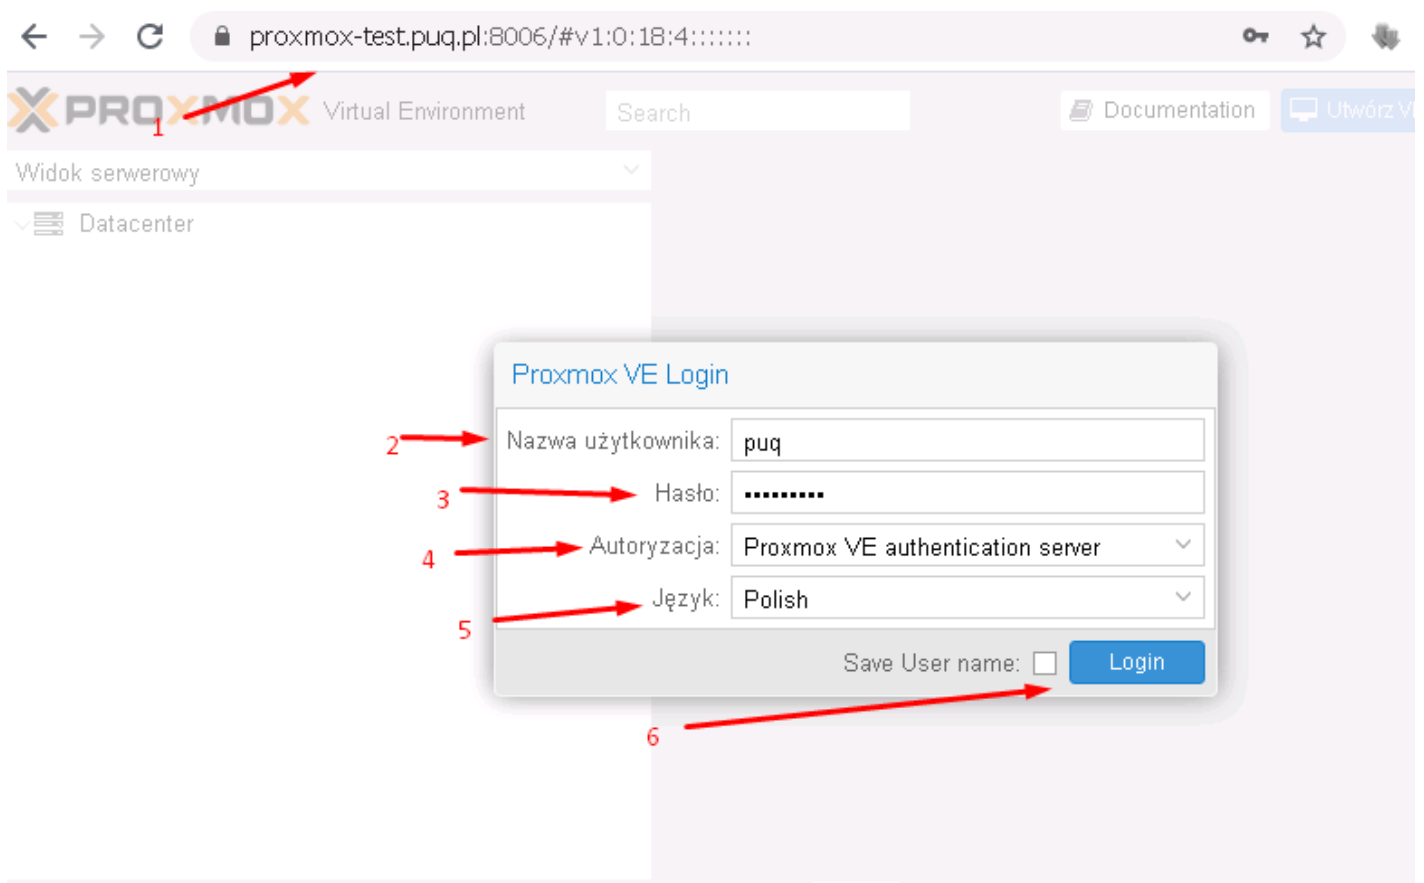 proxmox-test.puq.pl:8006/#v1:0:18:4:::::::
PROXMOX Virtual Environment Search Documentation Utwórz V
1
Widok serwerowy
Datacenter
Proxmox VE Login
2 Nazwa użytkownika: puq
3 Hasło: •••••••••
4 Autoryzacja: Proxmox VE authentication server
5 Język: Polish
Save User name: Login
6